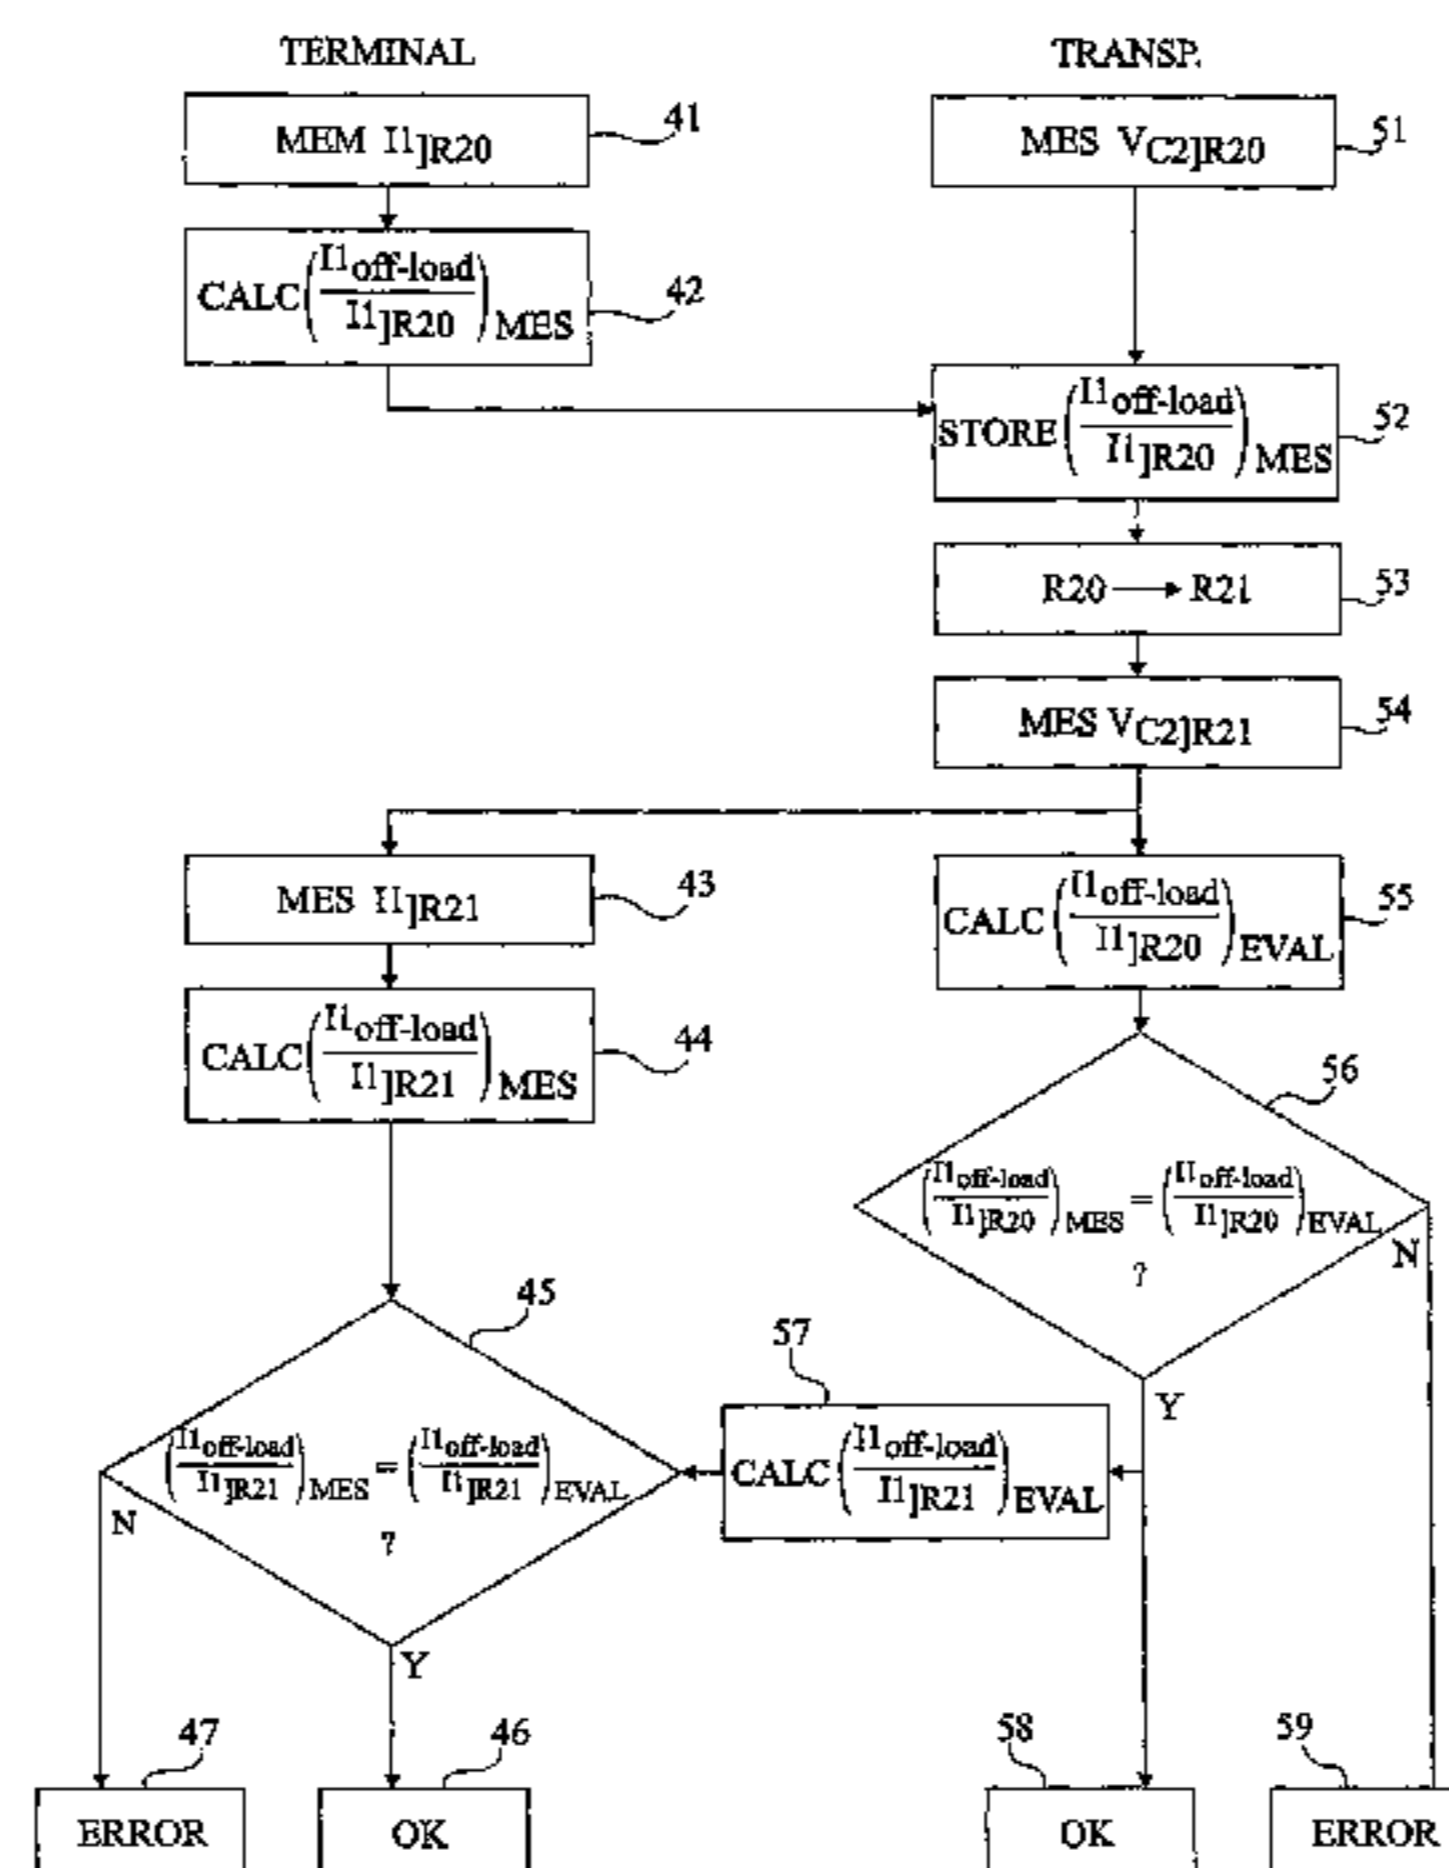 TERMINAL
TRANSP.
MEM I1]R20
41
MES VC2]R20
51
CALC(I1off-load / I1]R20)MES
42
STORE(I1off-load / I1]R20)MES
52
R20 → R21
53
MES VC2]R21
54
MES I1]R21
43
CALC(I1off-load / I1]R20)EVAL
55
CALC(I1off-load / I1]R21)MES
44
56
(I1off-load / I1]R20)MES = (I1off-load / I1]R20)EVAL
?
N
Y
45
57
(I1off-load / I1]R21)MES = (I1off-load / I1]R21)EVAL
?
N
Y
CALC(I1off-load / I1]R21)EVAL
47
46
58
59
ERROR
OK
OK
ERROR